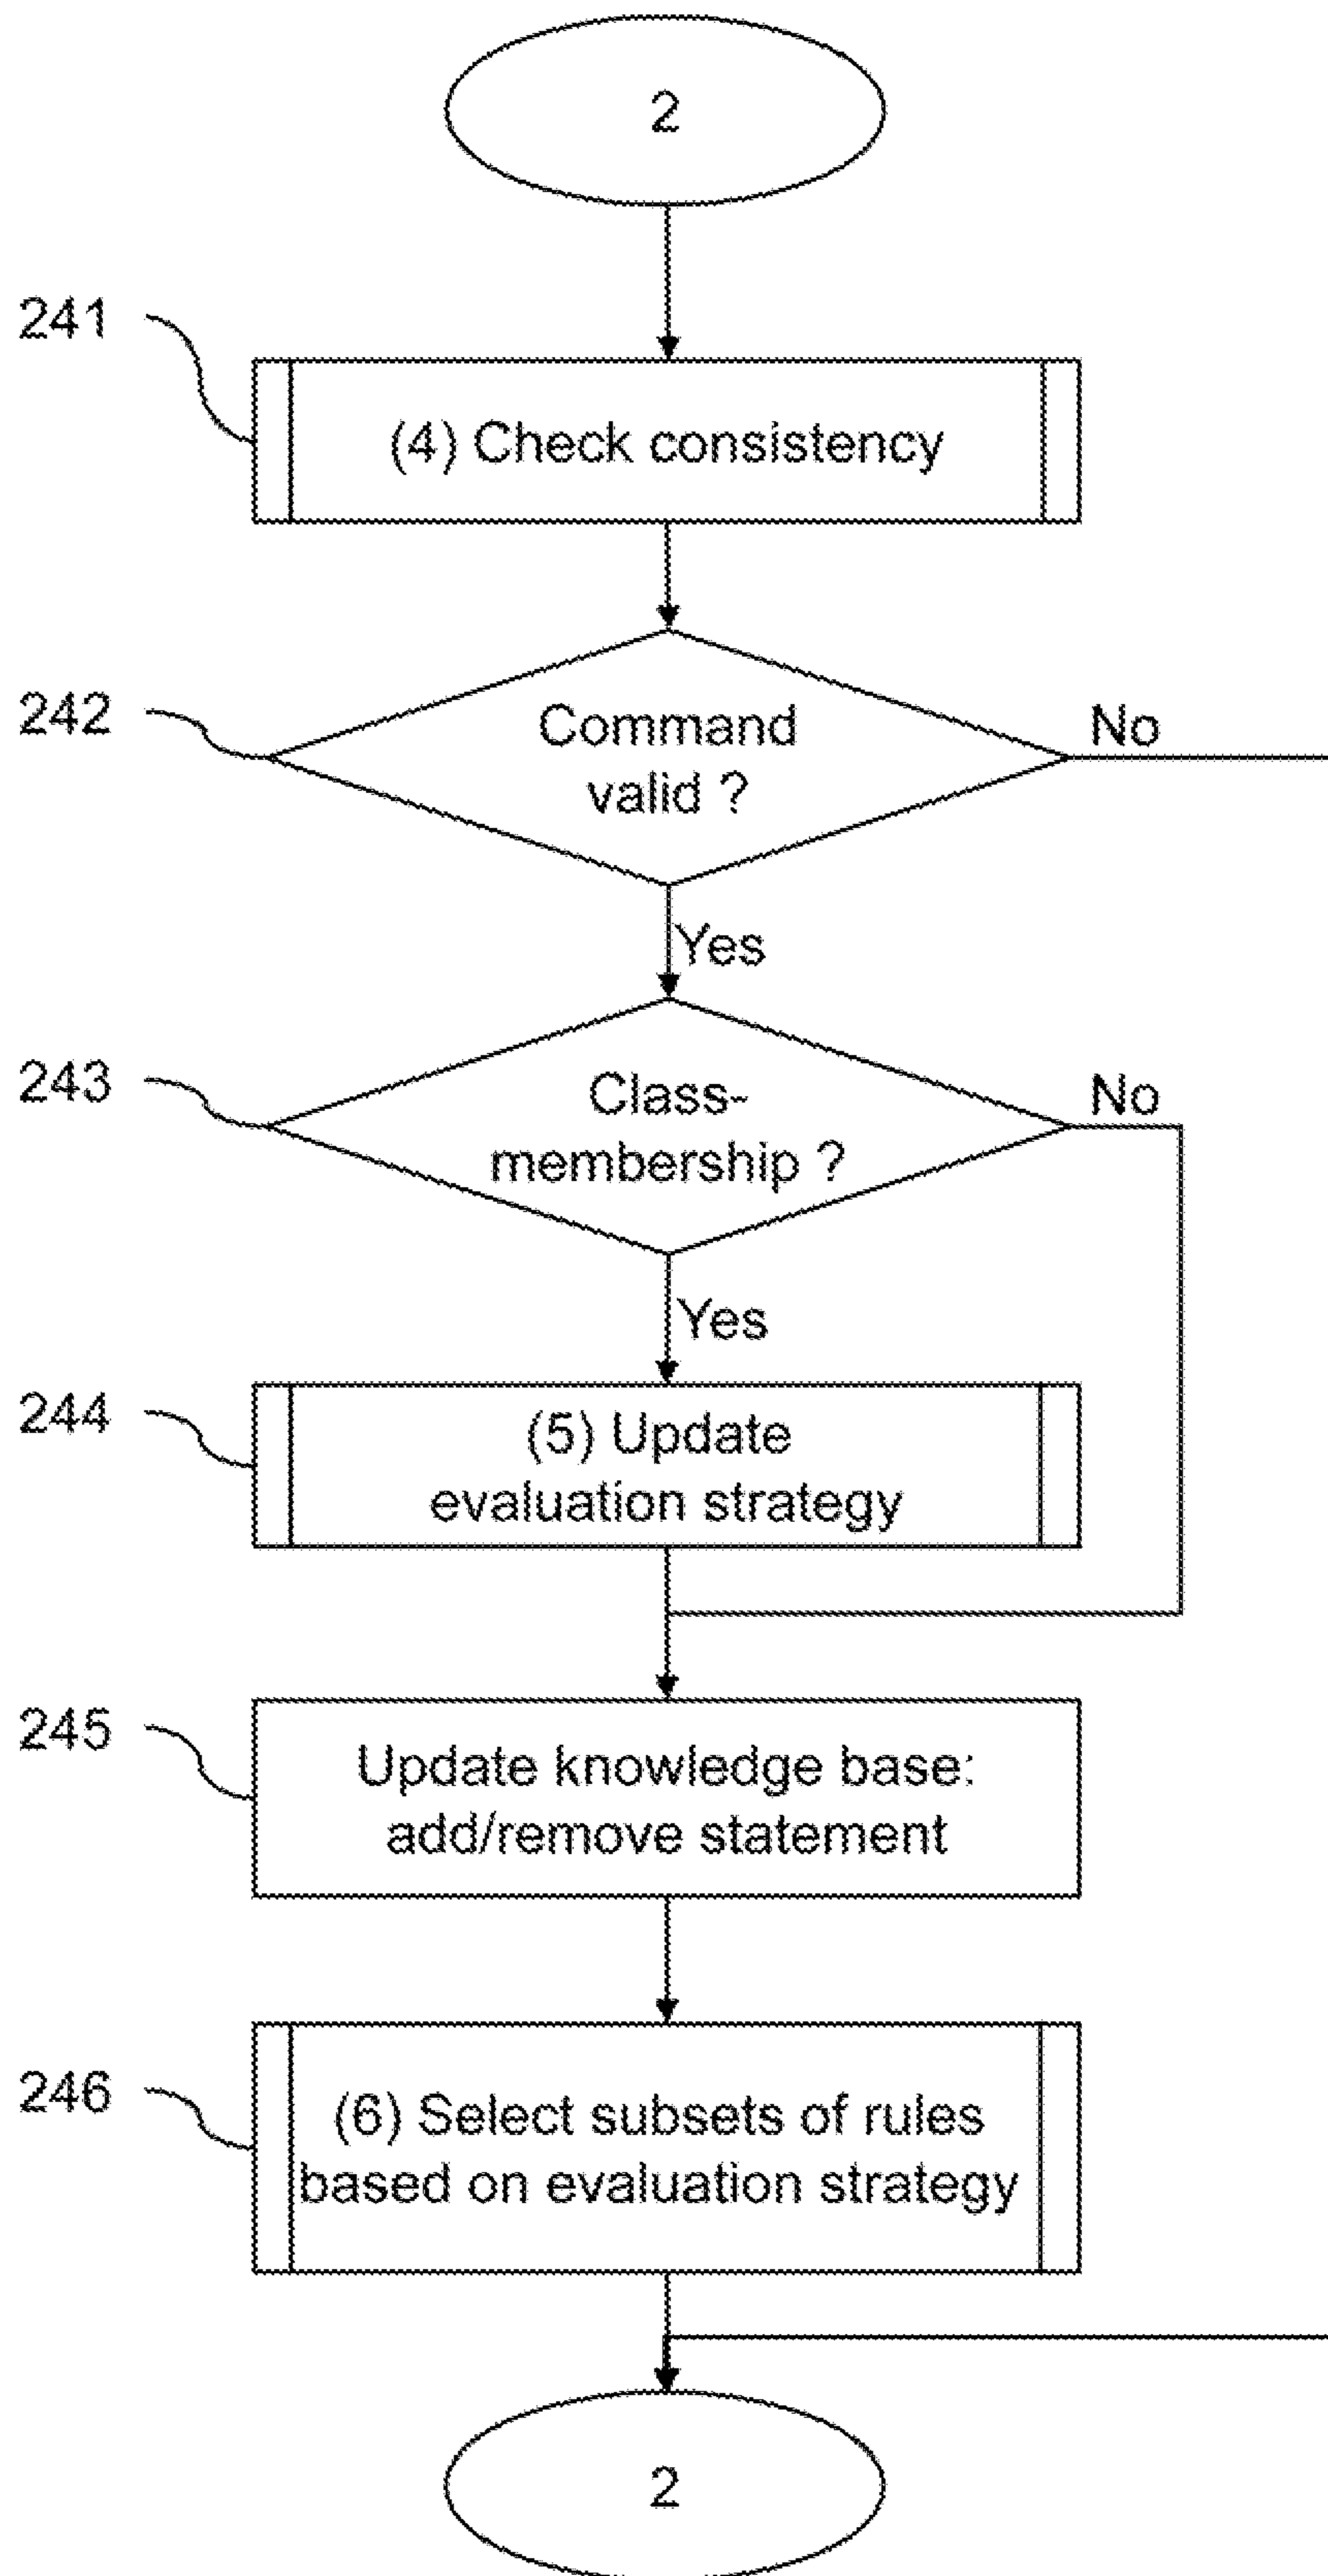 2
241
(4) Check consistency
242
Command
valid ?
No
Yes
243
Class-
membership ?
No
Yes
244
(5) Update
evaluation strategy
245
Update knowledge base:
add/remove statement
246
(6) Select subsets of rules
based on evaluation strategy
2